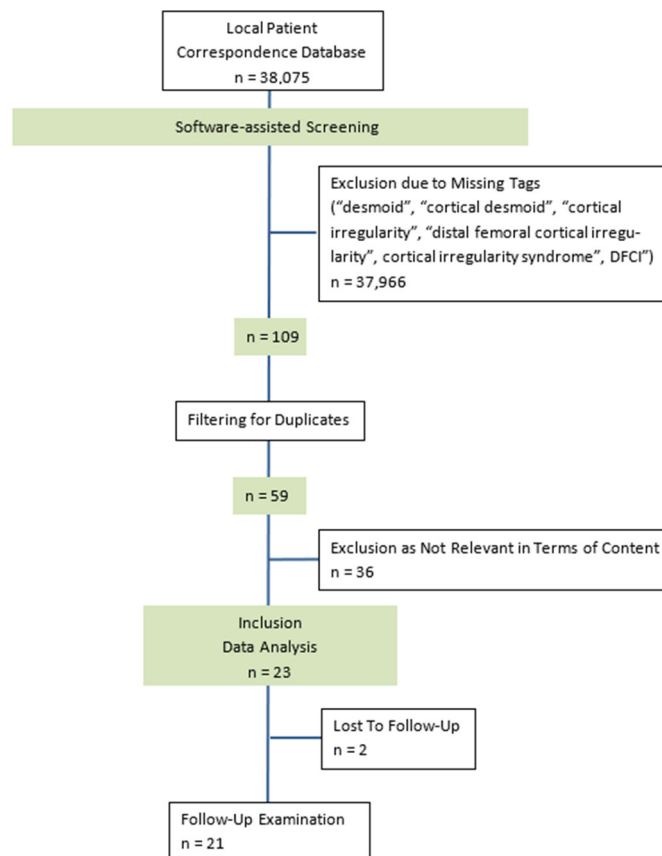 Local Patient
Correspondence Database
n = 38,075
Software-assisted Screening
Exclusion due to Missing Tags
(“desmoid”, “cortical desmoid”, “cortical
irregularity”, “distal femoral cortical irregu-
larity”, cortical irregularity syndrome”, DFCI”)
n = 37,966
n = 109
Filtering for Duplicates
n = 59
Exclusion as Not Relevant in Terms of Content
n = 36
Inclusion
Data Analysis
n = 23
Lost To Follow-Up
n = 2
Follow-Up Examination
n = 21